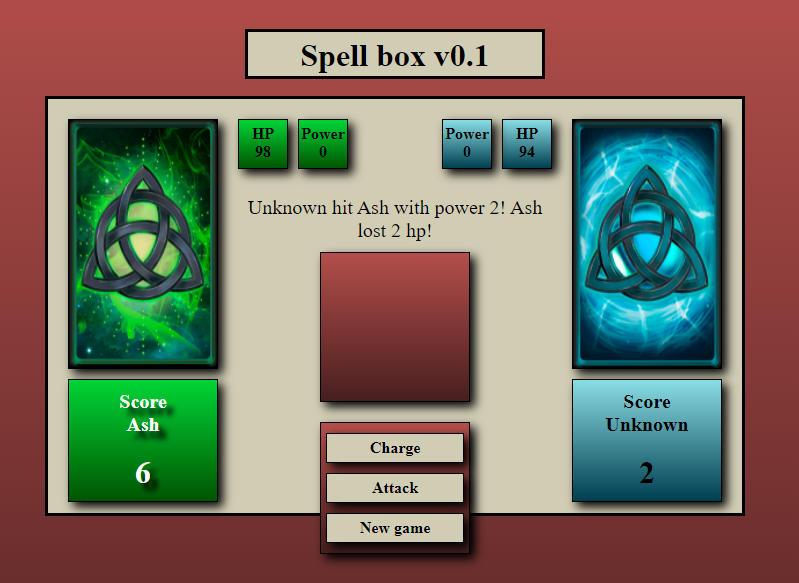 Spell box v0.1
HP
98
Power
0
Power
0
HP
94
Unknown hit Ash with power 2! Ash
lost 2 hp!
Score
Ash
6
Score
Unknown
2
Charge
Attack
New game